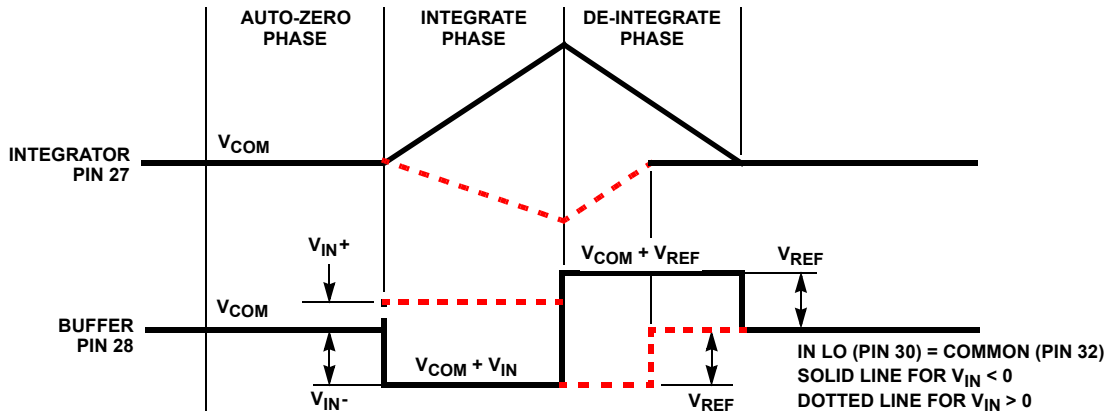 AUTO-ZERO
PHASE
INTEGRATE
PHASE
DE-INTEGRATE
PHASE
INTEGRATOR
PIN 27
VCOM
VIN+
VCOM + VREF
VREF
BUFFER
PIN 28
VCOM
VCOM + VIN
VIN-
VREF
IN LO (PIN 30) = COMMON (PIN 32)
SOLID LINE FOR VIN < 0
DOTTED LINE FOR VIN > 0